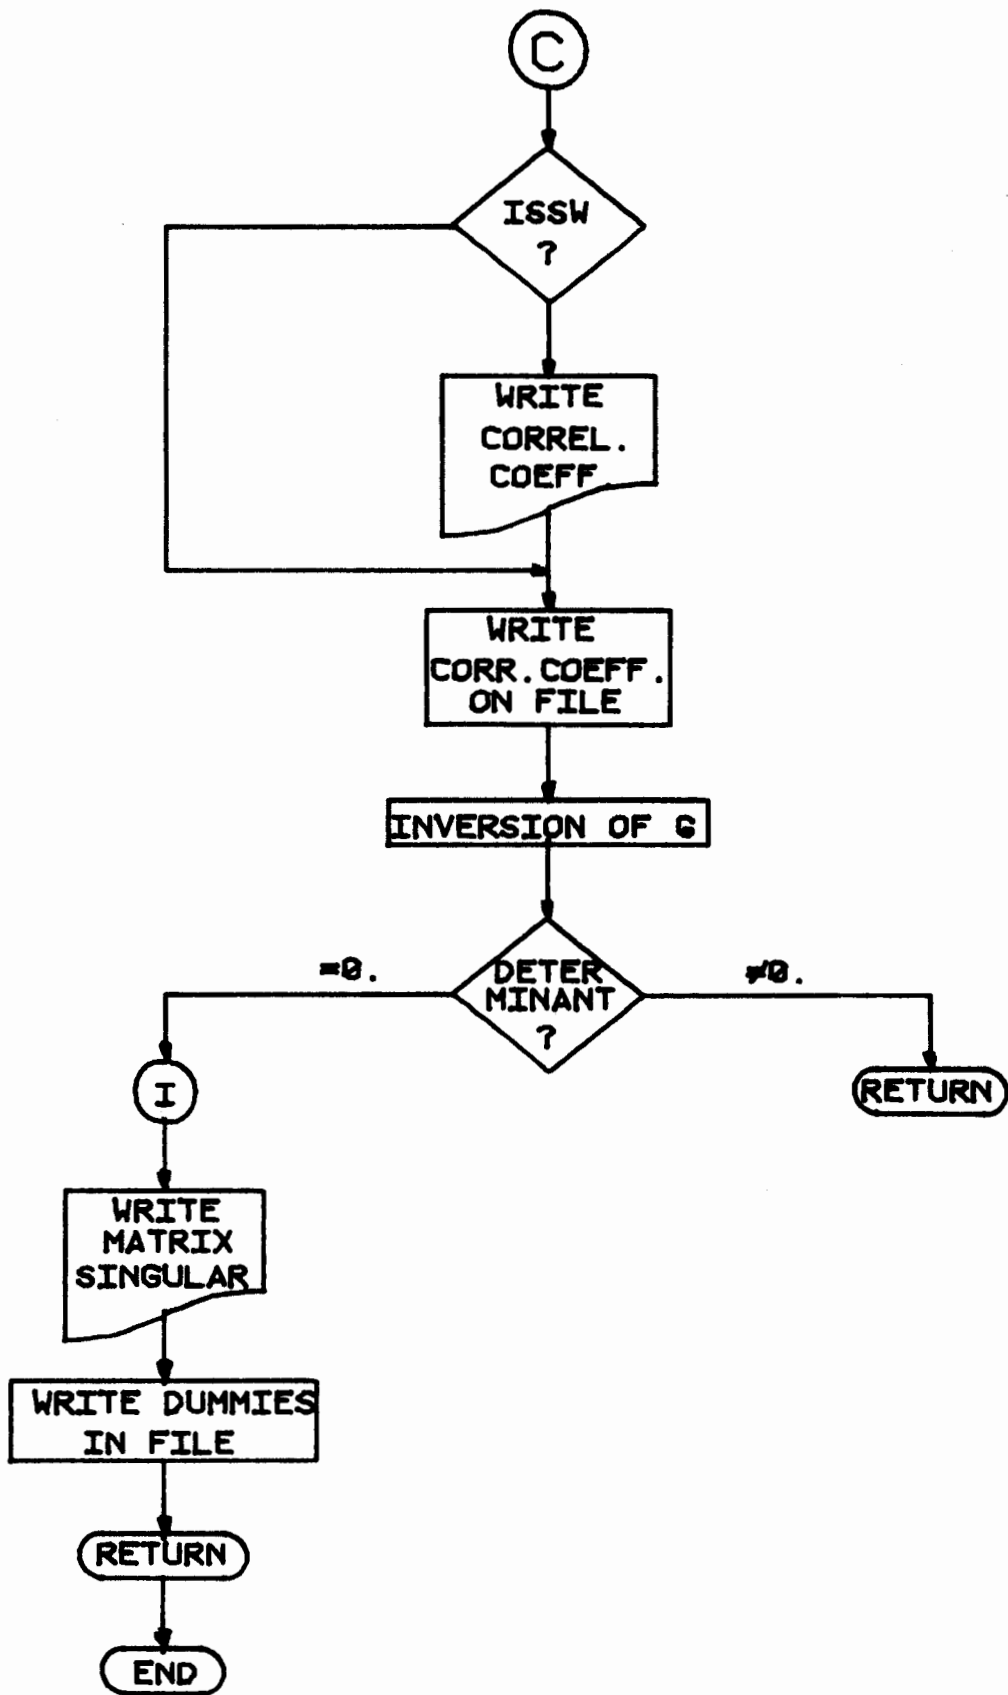 C
ISSW
?
WRITE
CORREL.
COEFF
WRITE
CORR.COEFF.
ON FILE
INVERSION OF G
=0.
DETER
MINANT
?
≠0.
I
RETURN
WRITE
MATRIX
SINGULAR
WRITE DUMMIES
IN FILE
RETURN
END